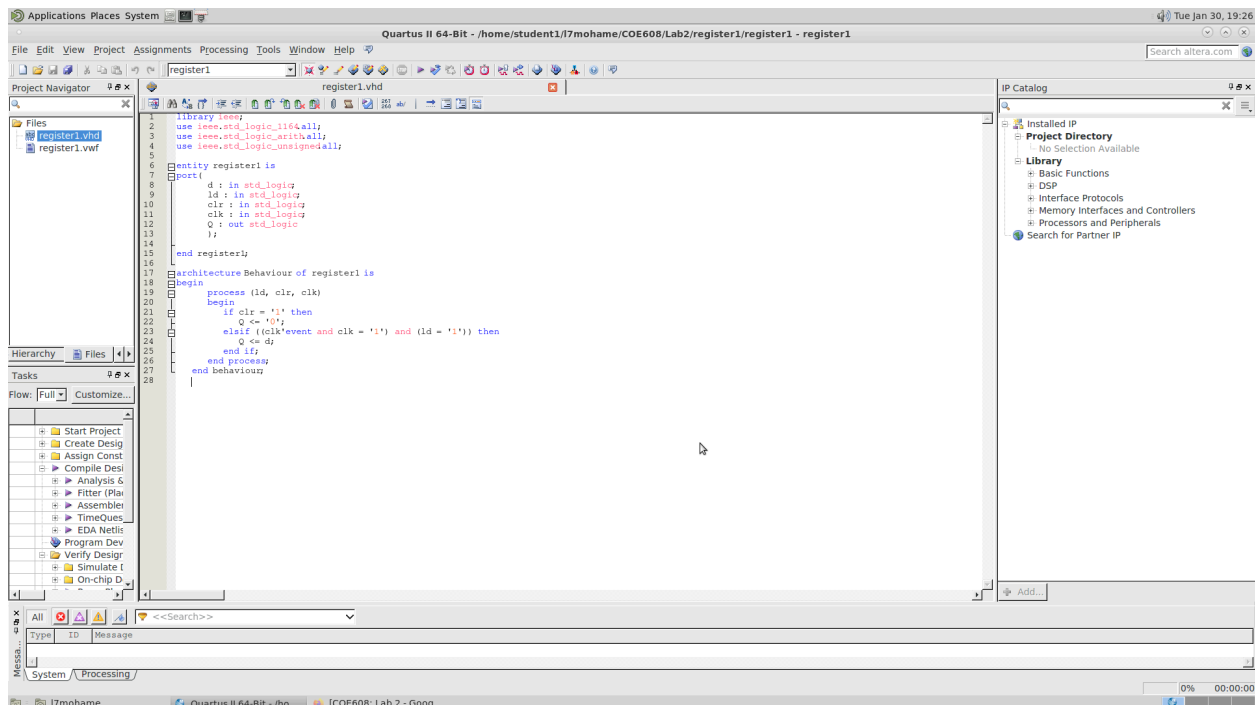 Applications Places System
Tue Jan 30, 19:26
Quartus II 64-Bit - /home/student1/l7mohame/COE608/Lab2/register1/register1 - register1
File Edit View Project Assignments Processing Tools Window Help
Search altera.com
register1
Project Navigator
register1.vhd
IP Catalog
Files
register1.vhd
register1.vwf
Hierarchy Files
Tasks
Flow: Full Customize...
Start Project
Create Desig
Assign Const
Compile Desi
Analysis &
Fitter (Pla
Assembler
TimeQues
EDA Netlis
Program Dev
Verify Design
Simulate
On-chip D
1 library ieee;
2 use ieee.std_logic_1164.all;
3 use ieee.std_logic_arith.all;
4 use ieee.std_logic_unsigned.all;
5
6 entity register1 is
7 port(
8 d : in std_logic;
9 ld : in std_logic;
10 clr : in std_logic;
11 clk : in std_logic;
12 Q : out std_logic
13 );
14
15 end register1;
16
17 architecture Behaviour of register1 is
18 begin
19 process (ld, clr, clk)
20 begin
21 if clr = '1' then
22 Q <= '0';
23 elsif ((clk'event and clk = '1') and (ld = '1')) then
24 Q <= d;
25 end if;
26 end process;
27 end behaviour;
28
Installed IP
Project Directory
No Selection Available
Library
Basic Functions
DSP
Interface Protocols
Memory Interfaces and Controllers
Processors and Peripherals
Search for Partner IP
Add...
All
<<Search>>
Type ID Message
Messa...
System Processing
0% 00:00:00
l7mohame
Quartus II 64-Bit - /ho
[COE608: Lab 2 - Goog